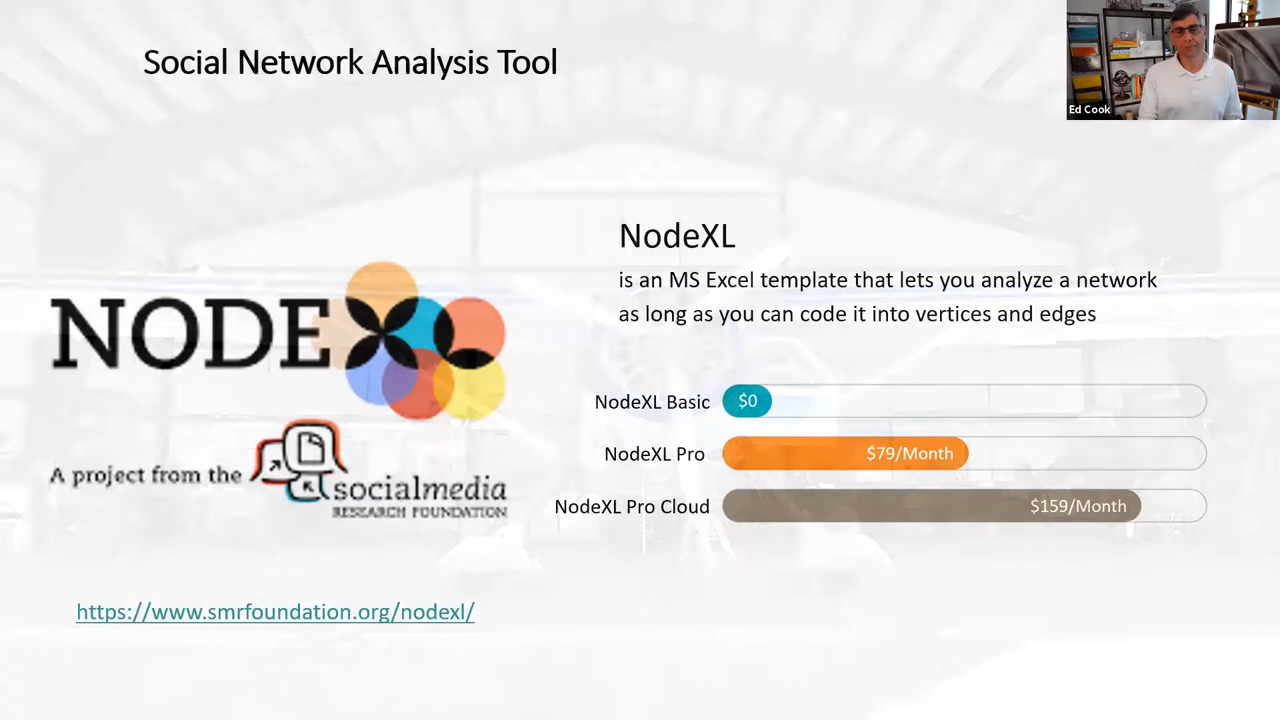 Social Network Analysis Tool
Ed Cook
NodeXL
is an MS Excel template that lets you analyze a network
as long as you can code it into vertices and edges
NODEXL
A project from the
socialmedia
RESEARCH FOUNDATION
NodeXL Basic $0
NodeXL Pro $79/Month
NodeXL Pro Cloud $159/Month
https://www.smrfoundation.org/nodexl/